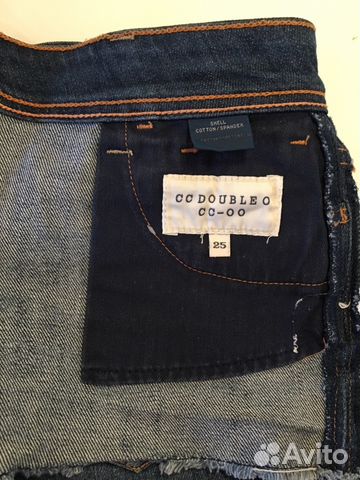 SHELL
COTTON/SPANDEX
CC DOUBLE O
CC-OO
25
Avito